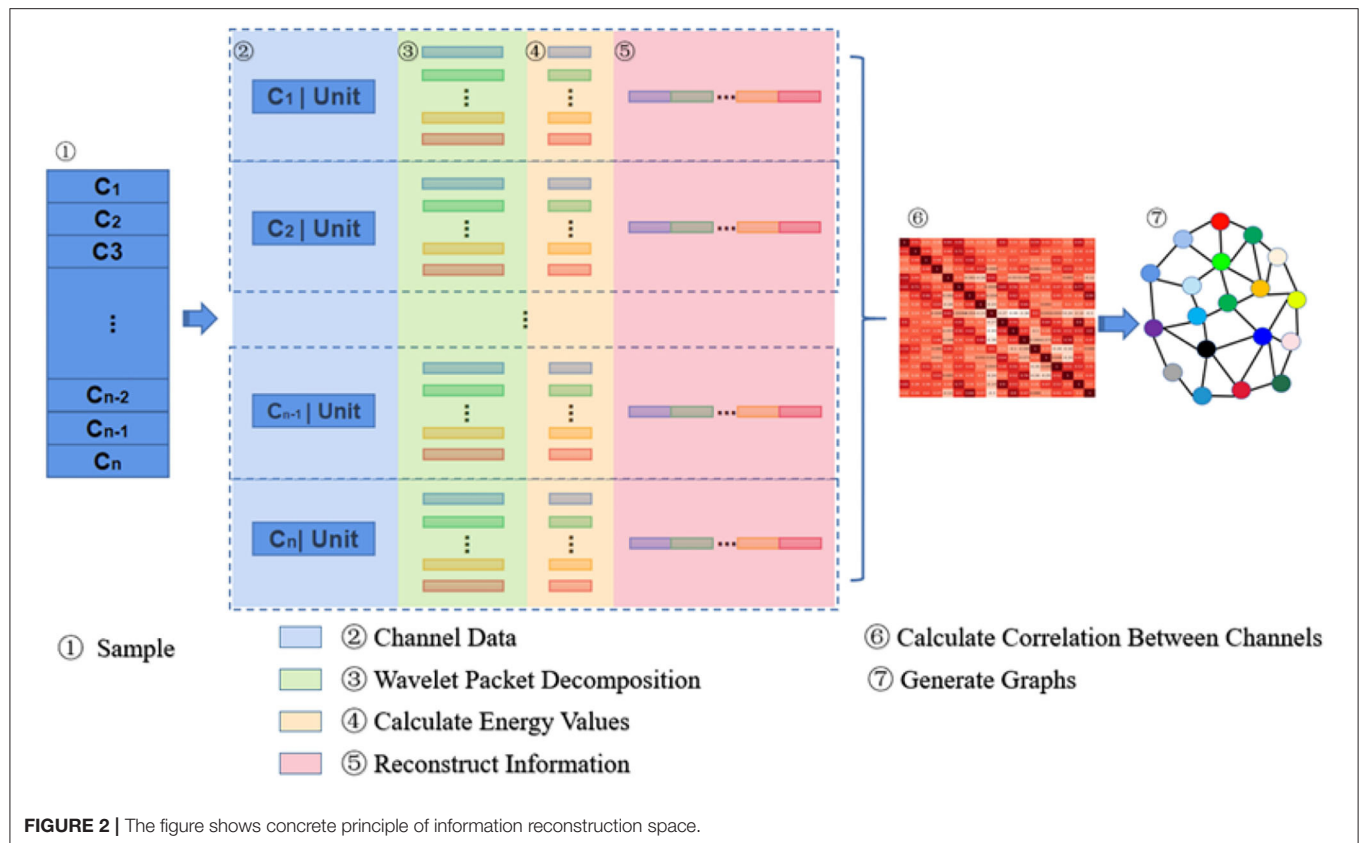 ①
C1
C2
C3
⋮
Cn-2
Cn-1
Cn
②
③
④
⑤
C1 | Unit
⋮
⋮
...
C2 | Unit
⋮
⋮
...
⋮
Cn-1 | Unit
⋮
⋮
...
Cn| Unit
⋮
⋮
...
⑥
⑦
① Sample
② Channel Data
③ Wavelet Packet Decomposition
④ Calculate Energy Values
⑤ Reconstruct Information
⑥ Calculate Correlation Between Channels
⑦ Generate Graphs
FIGURE 2 | The figure shows concrete principle of information reconstruction space.